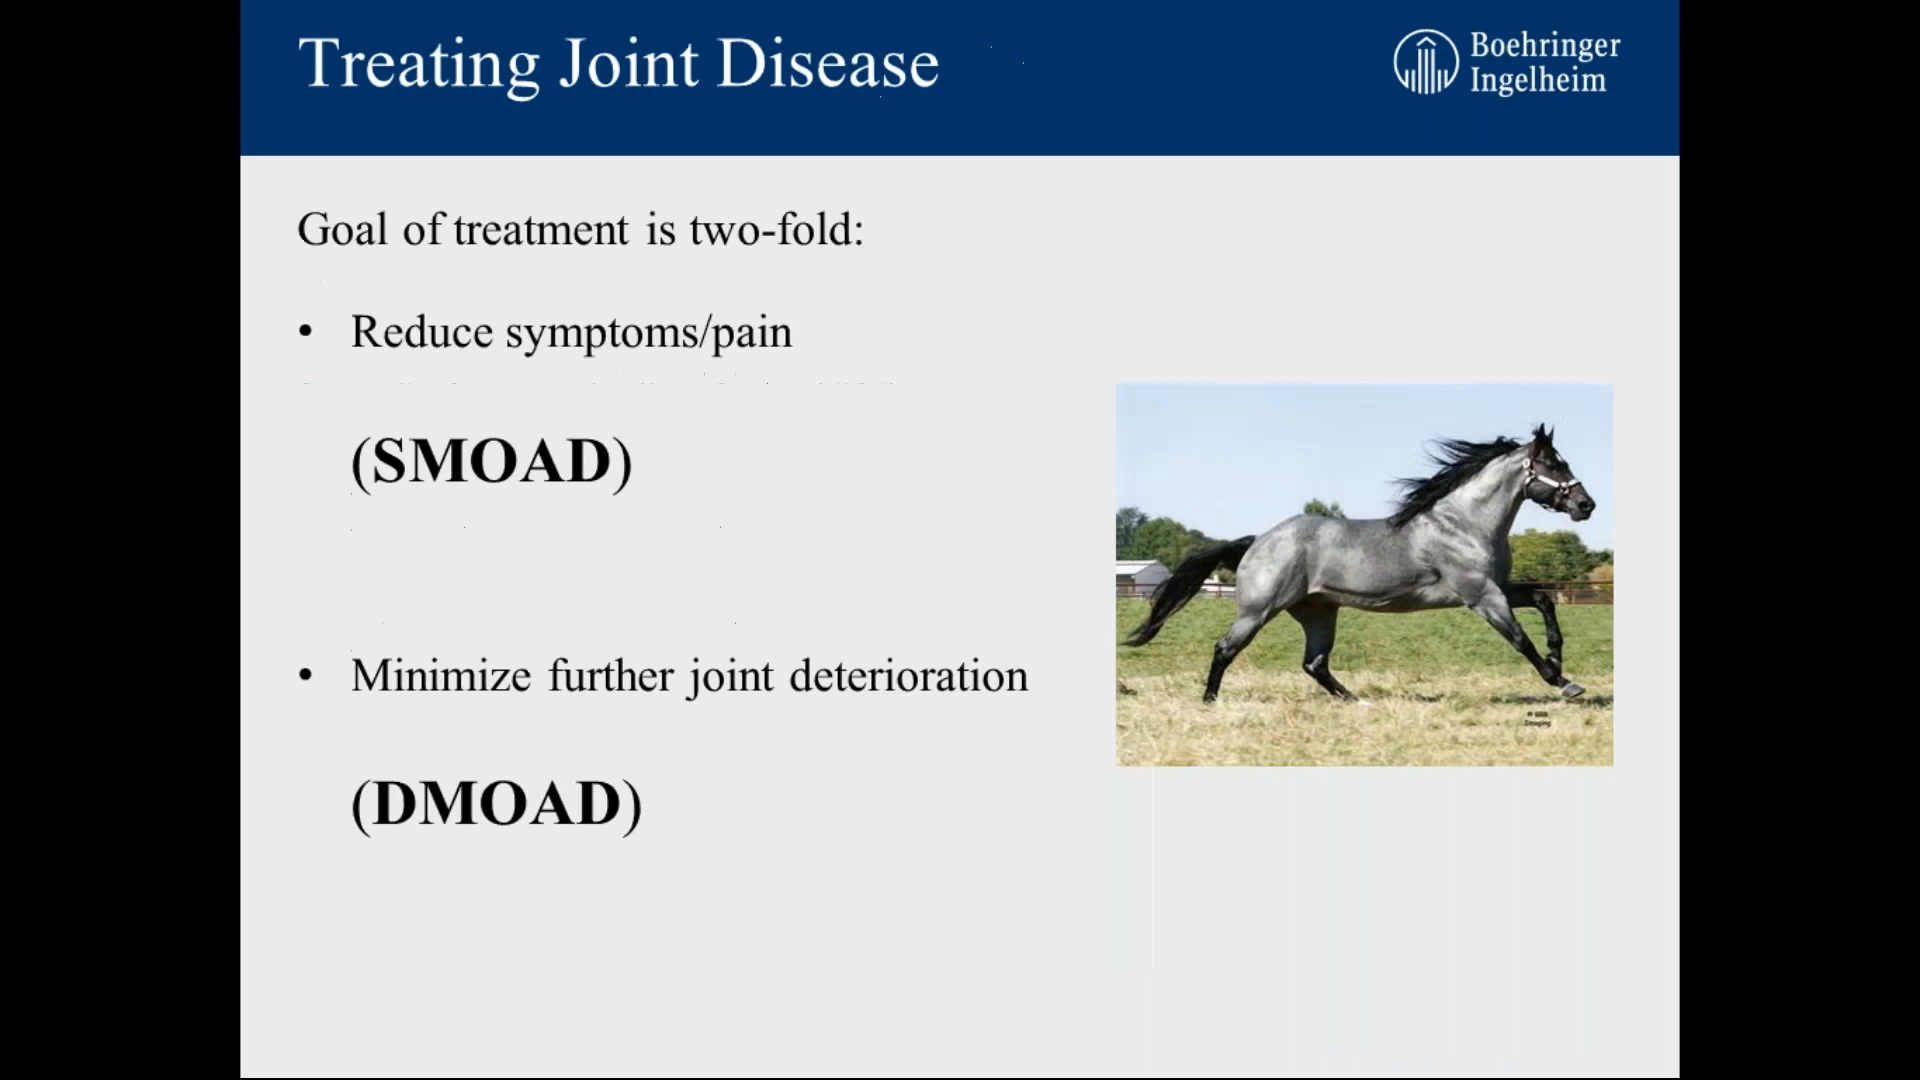 Treating Joint Disease
Boehringer
Ingelheim
Goal of treatment is two-fold:
• Reduce symptoms/pain
(SMOAD)
• Minimize further joint deterioration
(DMOAD)
Imaging